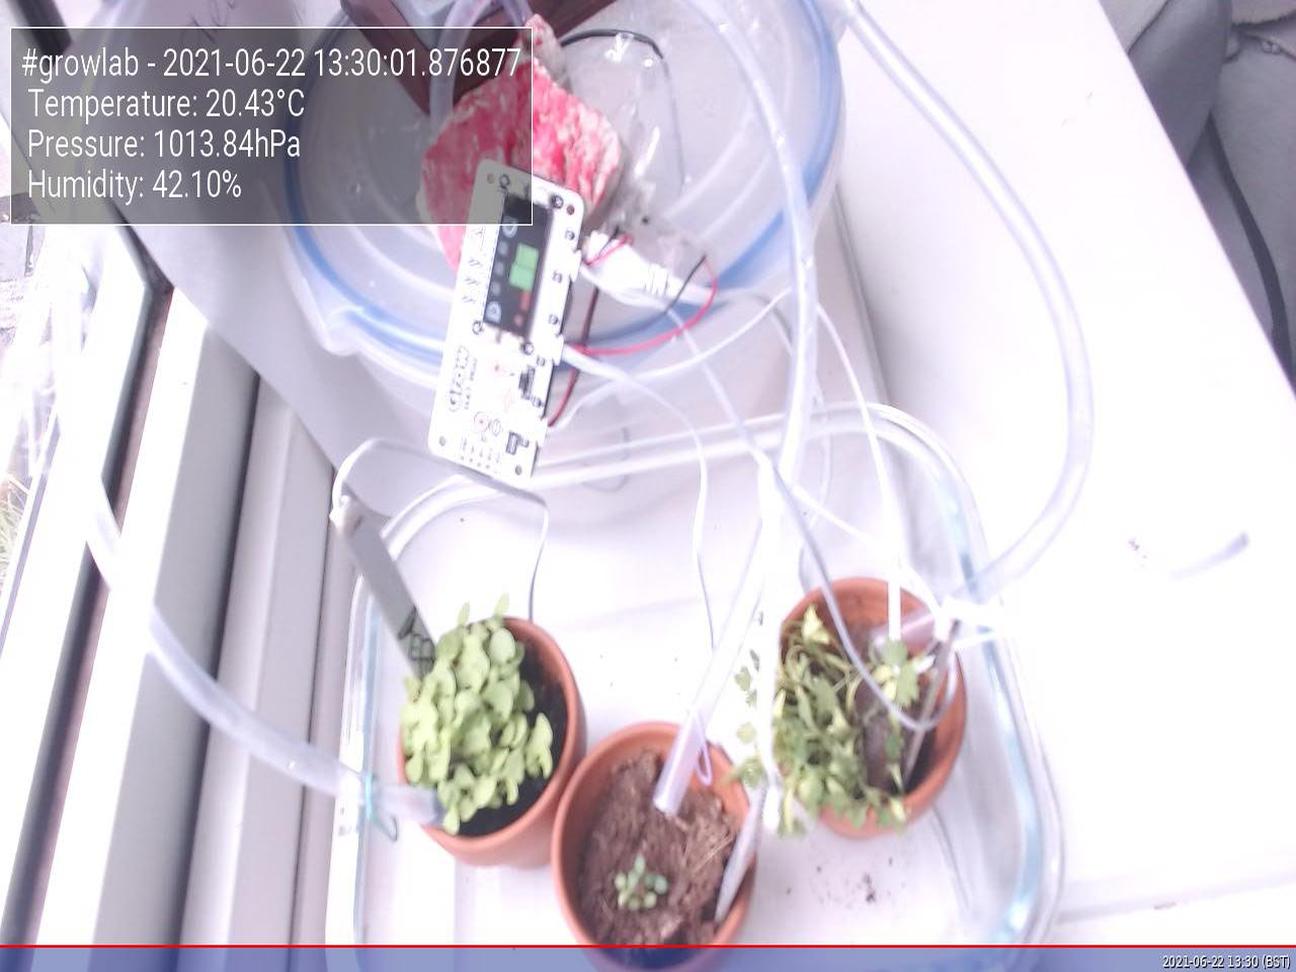 #growlab - 2021-06-22 13:30:01.876877
Temperature: 20.43°C
Pressure: 1013.84hPa
Humidity: 42.10%
2021-06-22 13:30 (BST)